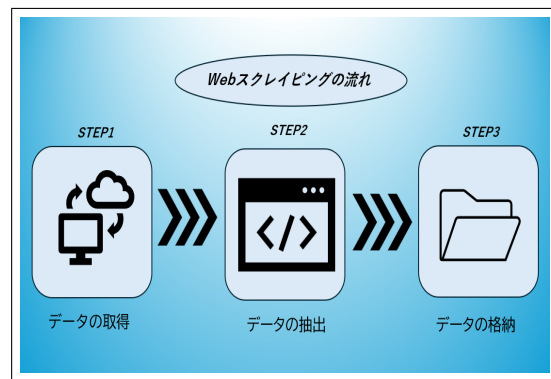 Webスクレイピングの流れ
STEP1
STEP2
STEP3
</>
データの取得
データの抽出
データの格納